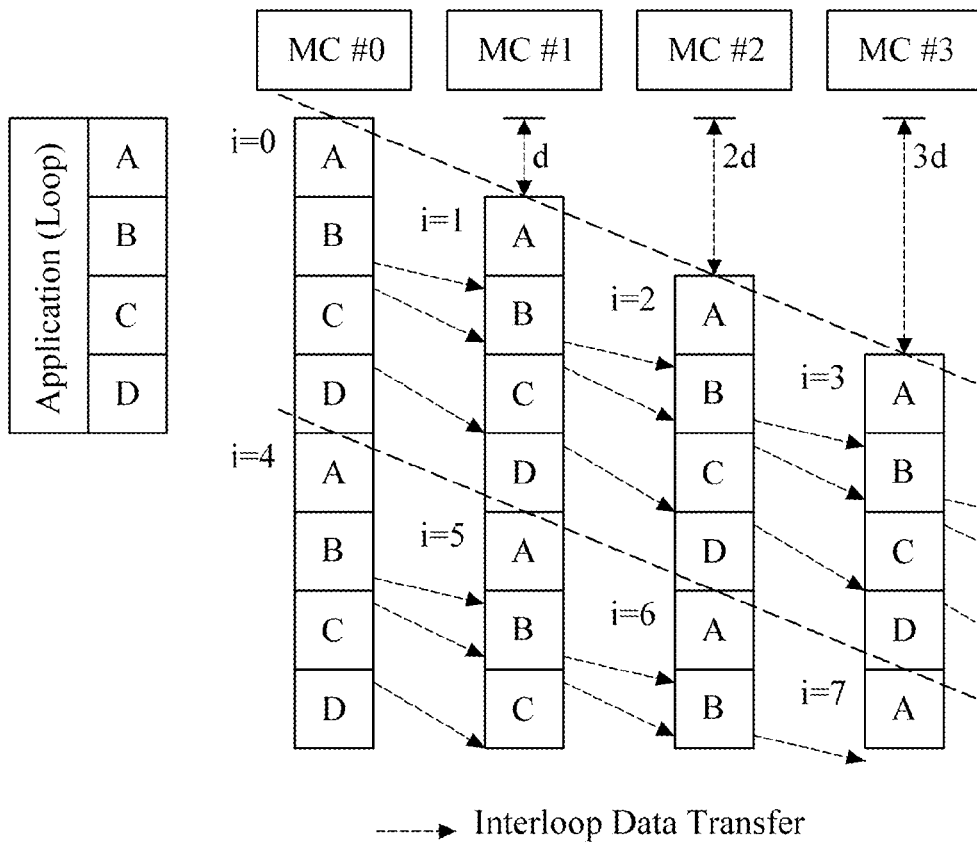 MC #0 MC #1 MC #2 MC #3
Application (Loop)
A
B
C
D
i=0
A
B
C
D
i=4
A
B
C
D
d
i=1
A
B
C
D
i=5
A
B
C
2d
i=2
A
B
C
D
i=6
A
B
3d
i=3
A
B
C
D
i=7
A
Interloop Data Transfer